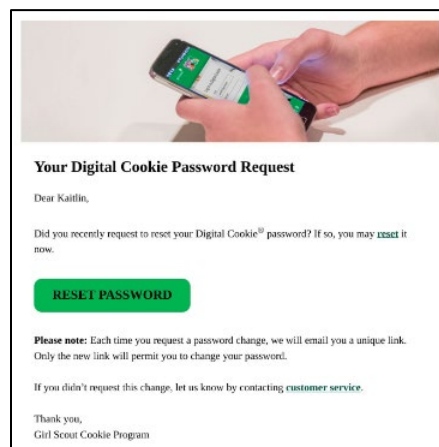 Your Digital Cookie Password Request
Dear Kaitlin,
Did you recently request to reset your Digital Cookie® password? If so, you may reset it
now.
RESET PASSWORD
Please note: Each time you request a password change, we will email you a unique link.
Only the new link will permit you to change your password.
If you didn't request this change, let us know by contacting customer service.
Thank you,
Girl Scout Cookie Program